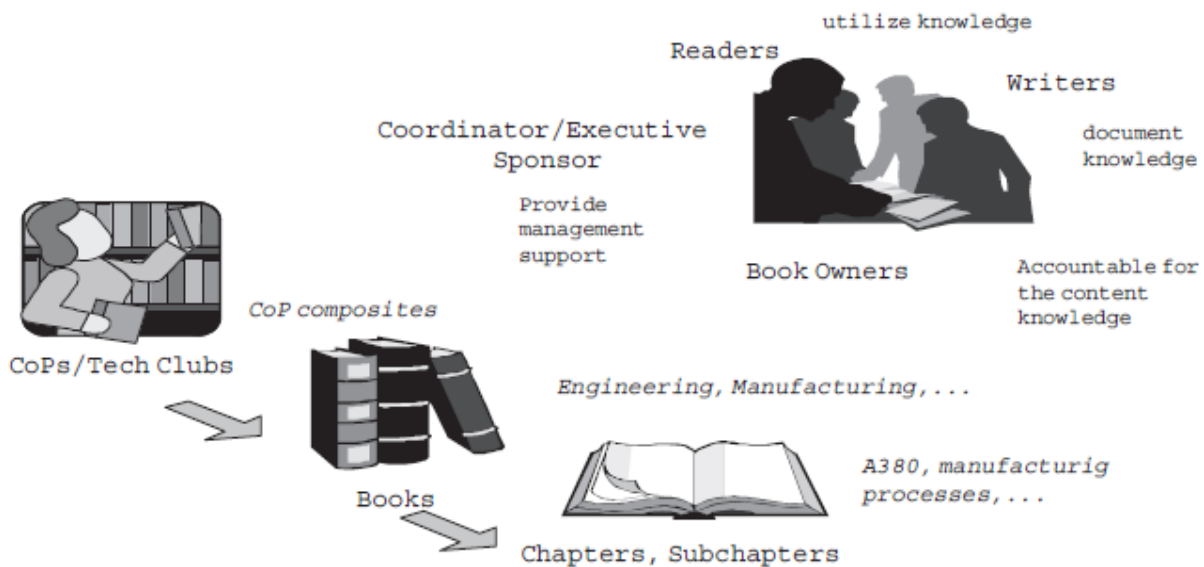 utilize knowledge
Readers
Writers
Coordinator/Executive
Sponsor
document
knowledge
Provide
management
support
Book Owners
Accountable for
the content
knowledge
CoP composites
CoPs/Tech Clubs
Engineering, Manufacturing,...
A380, manufacturig
processes,...
Books
Chapters, Subchapters